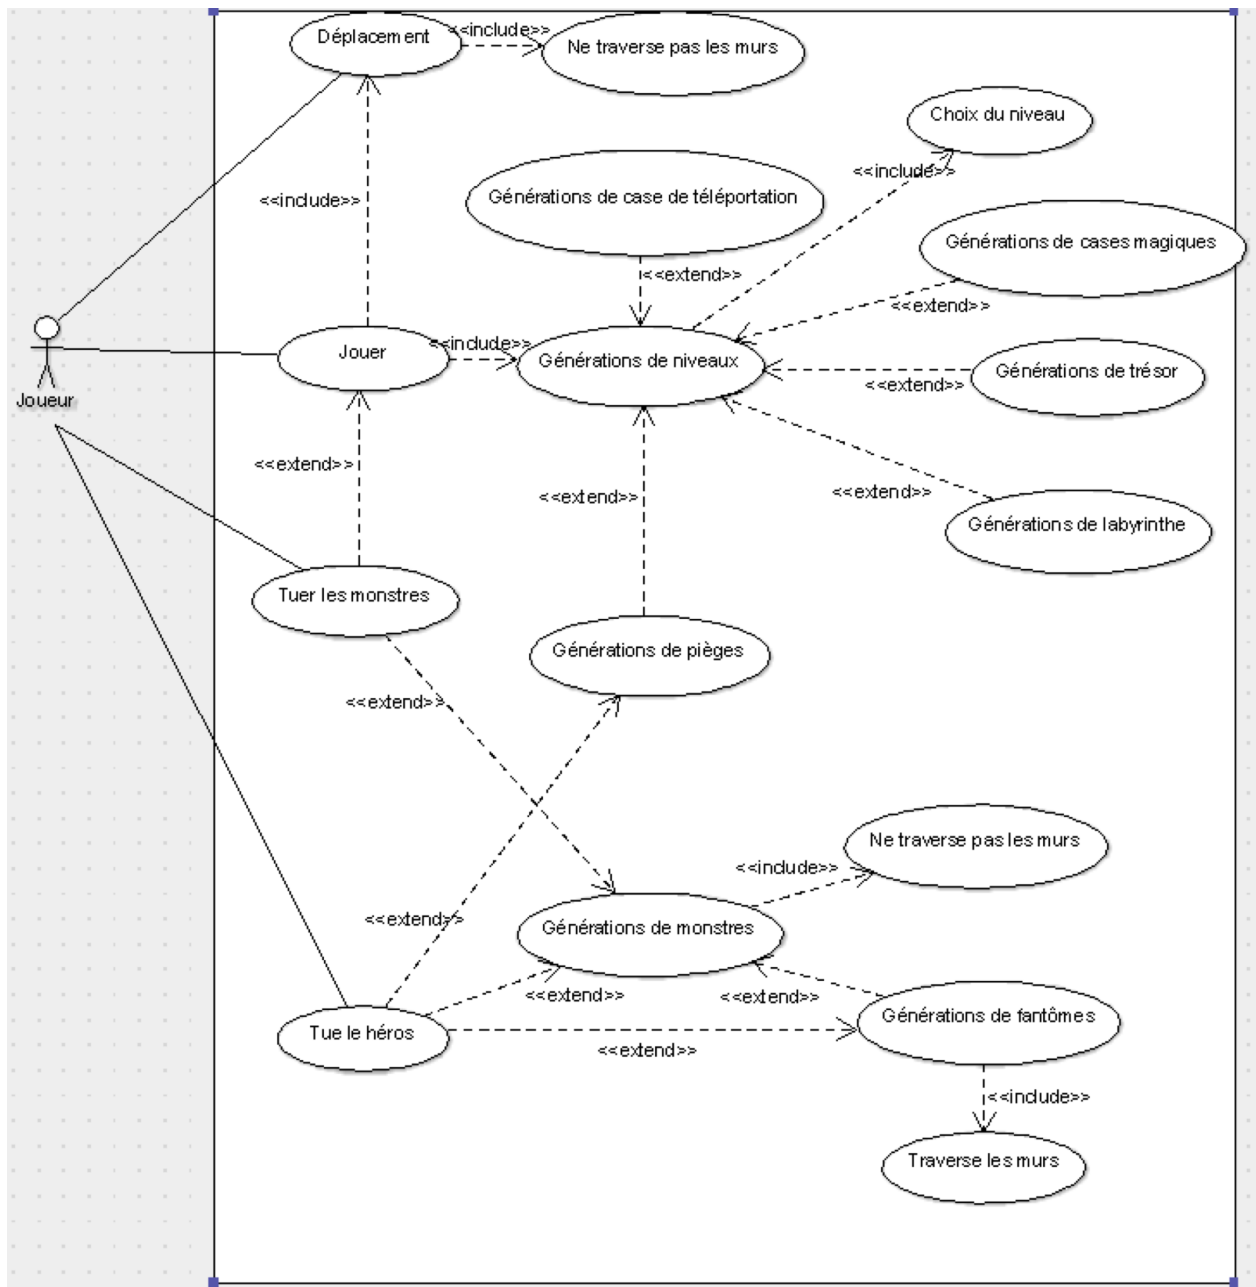 Déplacement
<<include>>
Ne traverse pas les murs
Choix du niveau
<<include>>
Générations de case de téléportation
<<include>>
Générations de cases magiques
<<extend>>
<<extend>>
Joueur
Jouer
<<include>>
Générations de niveaux
Générations de trésor
<<extend>>
<<extend>>
<<extend>>
<<extend>>
Générations de labyrinthe
Tuer les monstres
Générations de pièges
<<extend>>
Ne traverse pas les murs
<<include>>
<<extend>>
Générations de monstres
<<extend>>
<<extend>>
Générations de fantômes
Tue le héros
<<extend>>
<<include>>
Traverse les murs